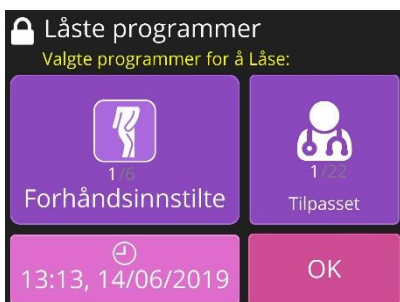 Låste programmer
Valgte programmer for å Låse:
1/6
Forhåndsinnstilte
1/22
Tilpasset
13:13, 14/06/2019
OK